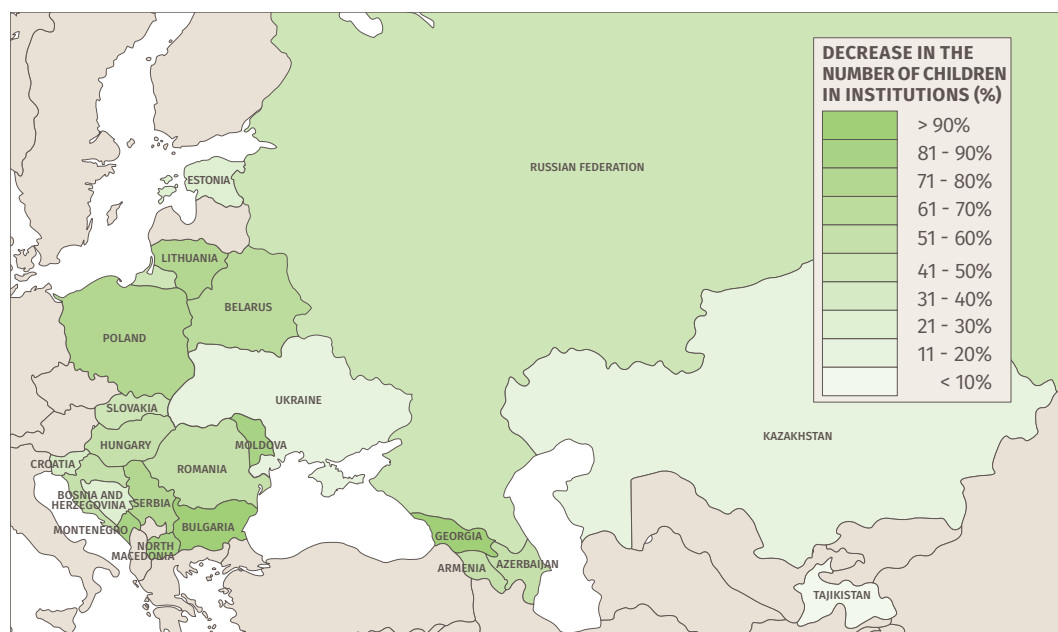 DECREASE IN THE
NUMBER OF CHILDREN
IN INSTITUTIONS (%)
> 90%
81 - 90%
71 - 80%
61 - 70%
51 - 60%
41 - 50%
31 - 40%
21 - 30%
11 - 20%
< 10%
RUSSIAN FEDERATION
ESTONIA
LITHUANIA
BELARUS
POLAND
UKRAINE
SLOVAKIA
KAZAKHSTAN
HUNGARY
MOLDOVA
CROATIA
ROMANIA
BOSNIA AND
HERZEGOVINA
SERBIA
MONTENEGRO
BULGARIA
NORTH
MACEDONIA
GEORGIA
ARMENIA
AZERBAIJAN
TAJIKISTAN